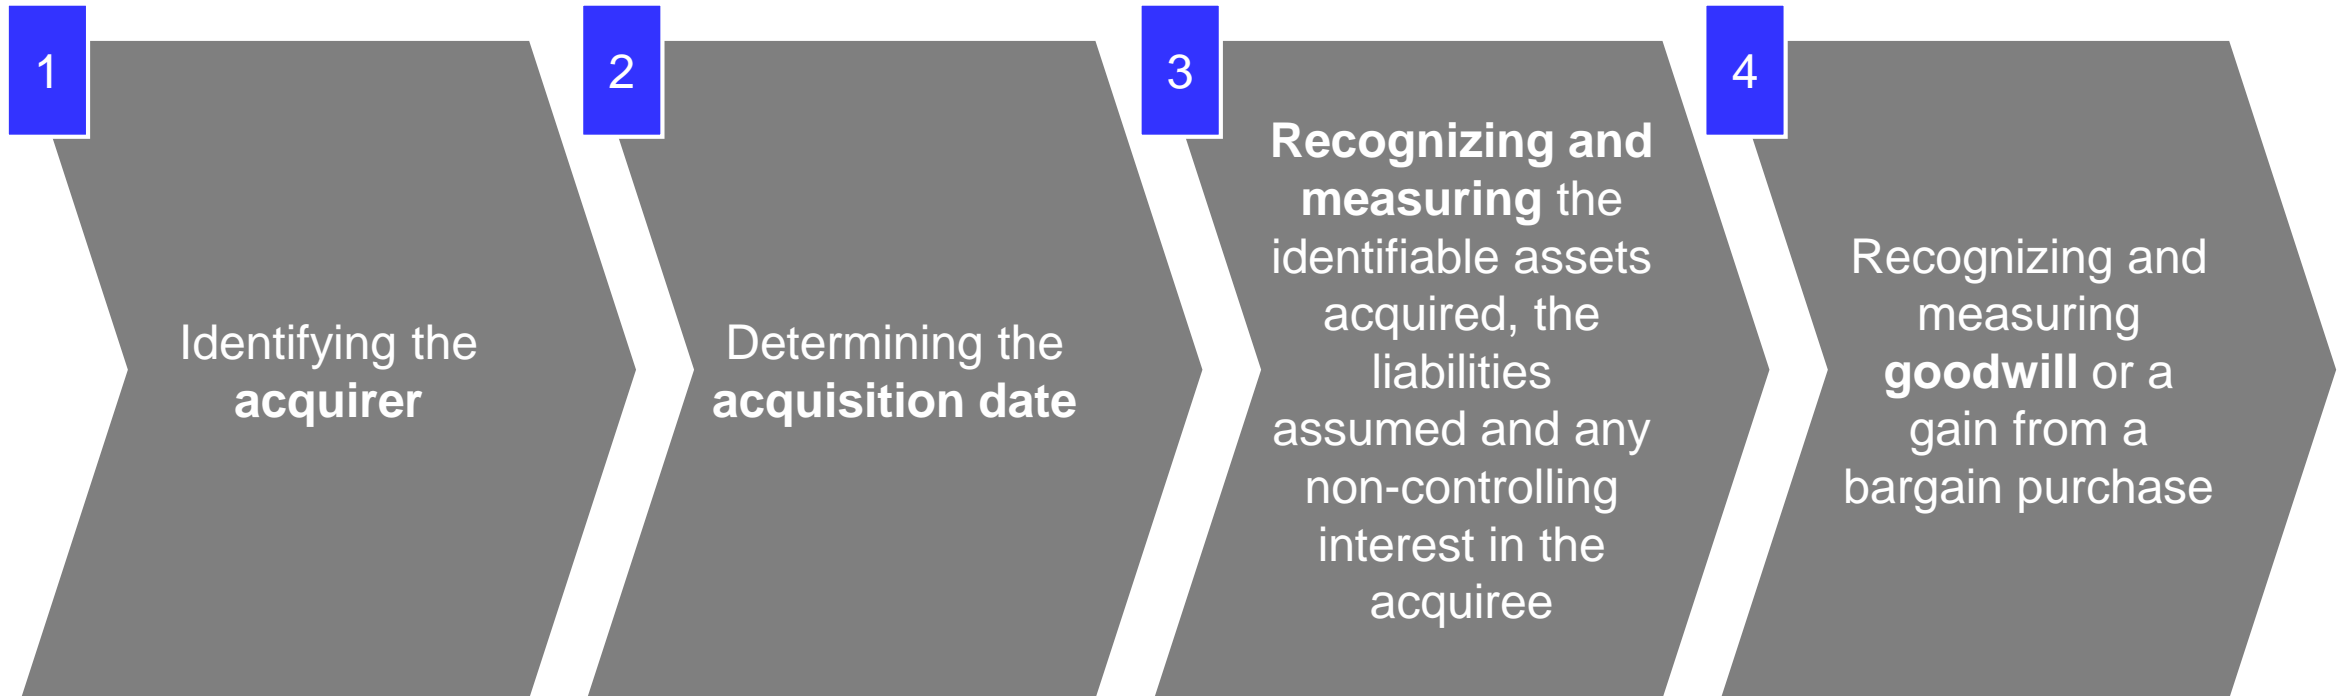 1
Identifying the
acquirer
2
Determining the
acquisition date
3
Recognizing and
measuring the
identifiable assets
acquired, the
liabilities
assumed and any
non-controlling
interest in the
acquiree
4
Recognizing and
measuring
goodwill or a
gain from a
bargain purchase